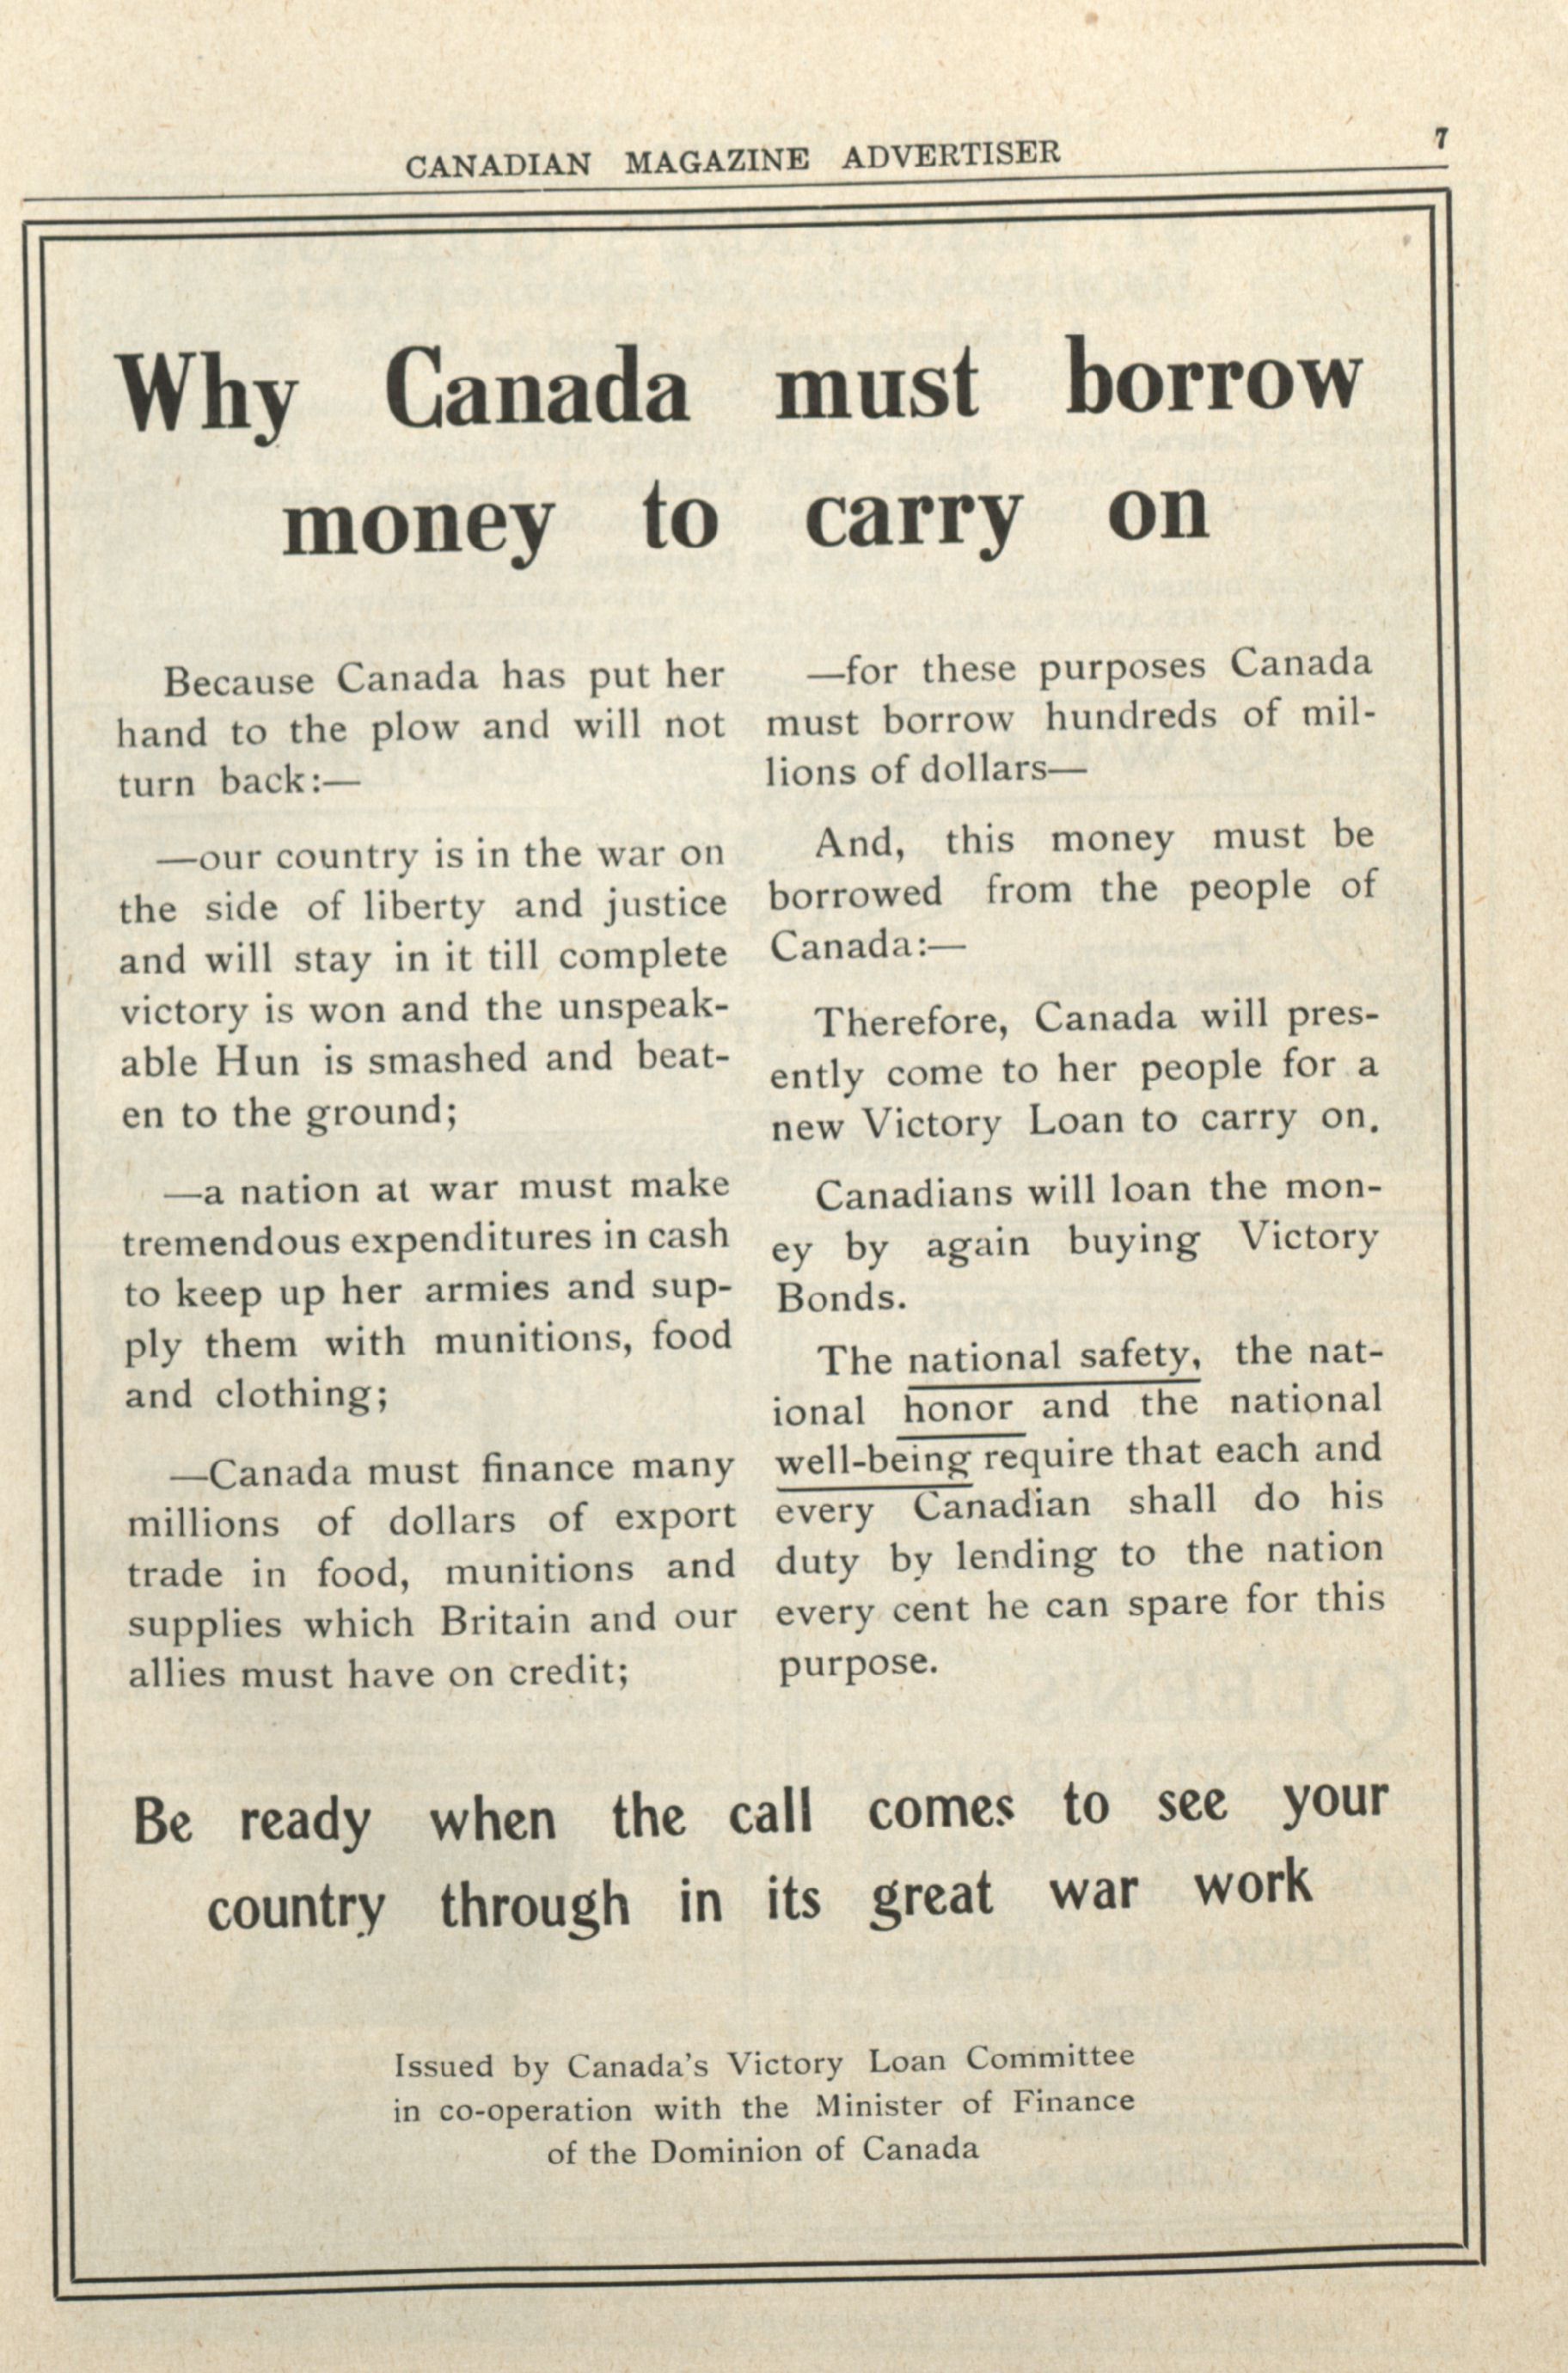 CANADIAN MAGAZINE ADVERTISER
7
Why Canada must borrow
money to carry on
Because Canada has put her
hand to the plow and will not
turn back:—
—our country is in the war on
the side of liberty and justice
and will stay in it till complete
victory is won and the unspeak-
able Hun is smashed and beat-
en to the ground;
—a nation at war must make
tremendous expenditures in cash
to keep up her armies and sup-
ply them with munitions, food
and clothing;
—Canada must finance many
millions of dollars of export
trade in food, munitions and
supplies which Britain and our
allies must have on credit;
—for these purposes Canada
must borrow hundreds of mil-
lions of dollars—
And, this money must be
borrowed from the people of
Canada:—
Therefore, Canada will pres-
ently come to her people for a
new Victory Loan to carry on.
Canadians will loan the mon-
ey by again buying Victory
Bonds.
The national safety, the nat-
ional honor and the national
well-being require that each and
every Canadian shall do his
duty by lending to the nation
every cent he can spare for this
purpose.
Be ready when the call comes to see your
country through in its great war work
Issued by Canada's Victory Loan Committee
in co-operation with the Minister of Finance
of the Dominion of Canada